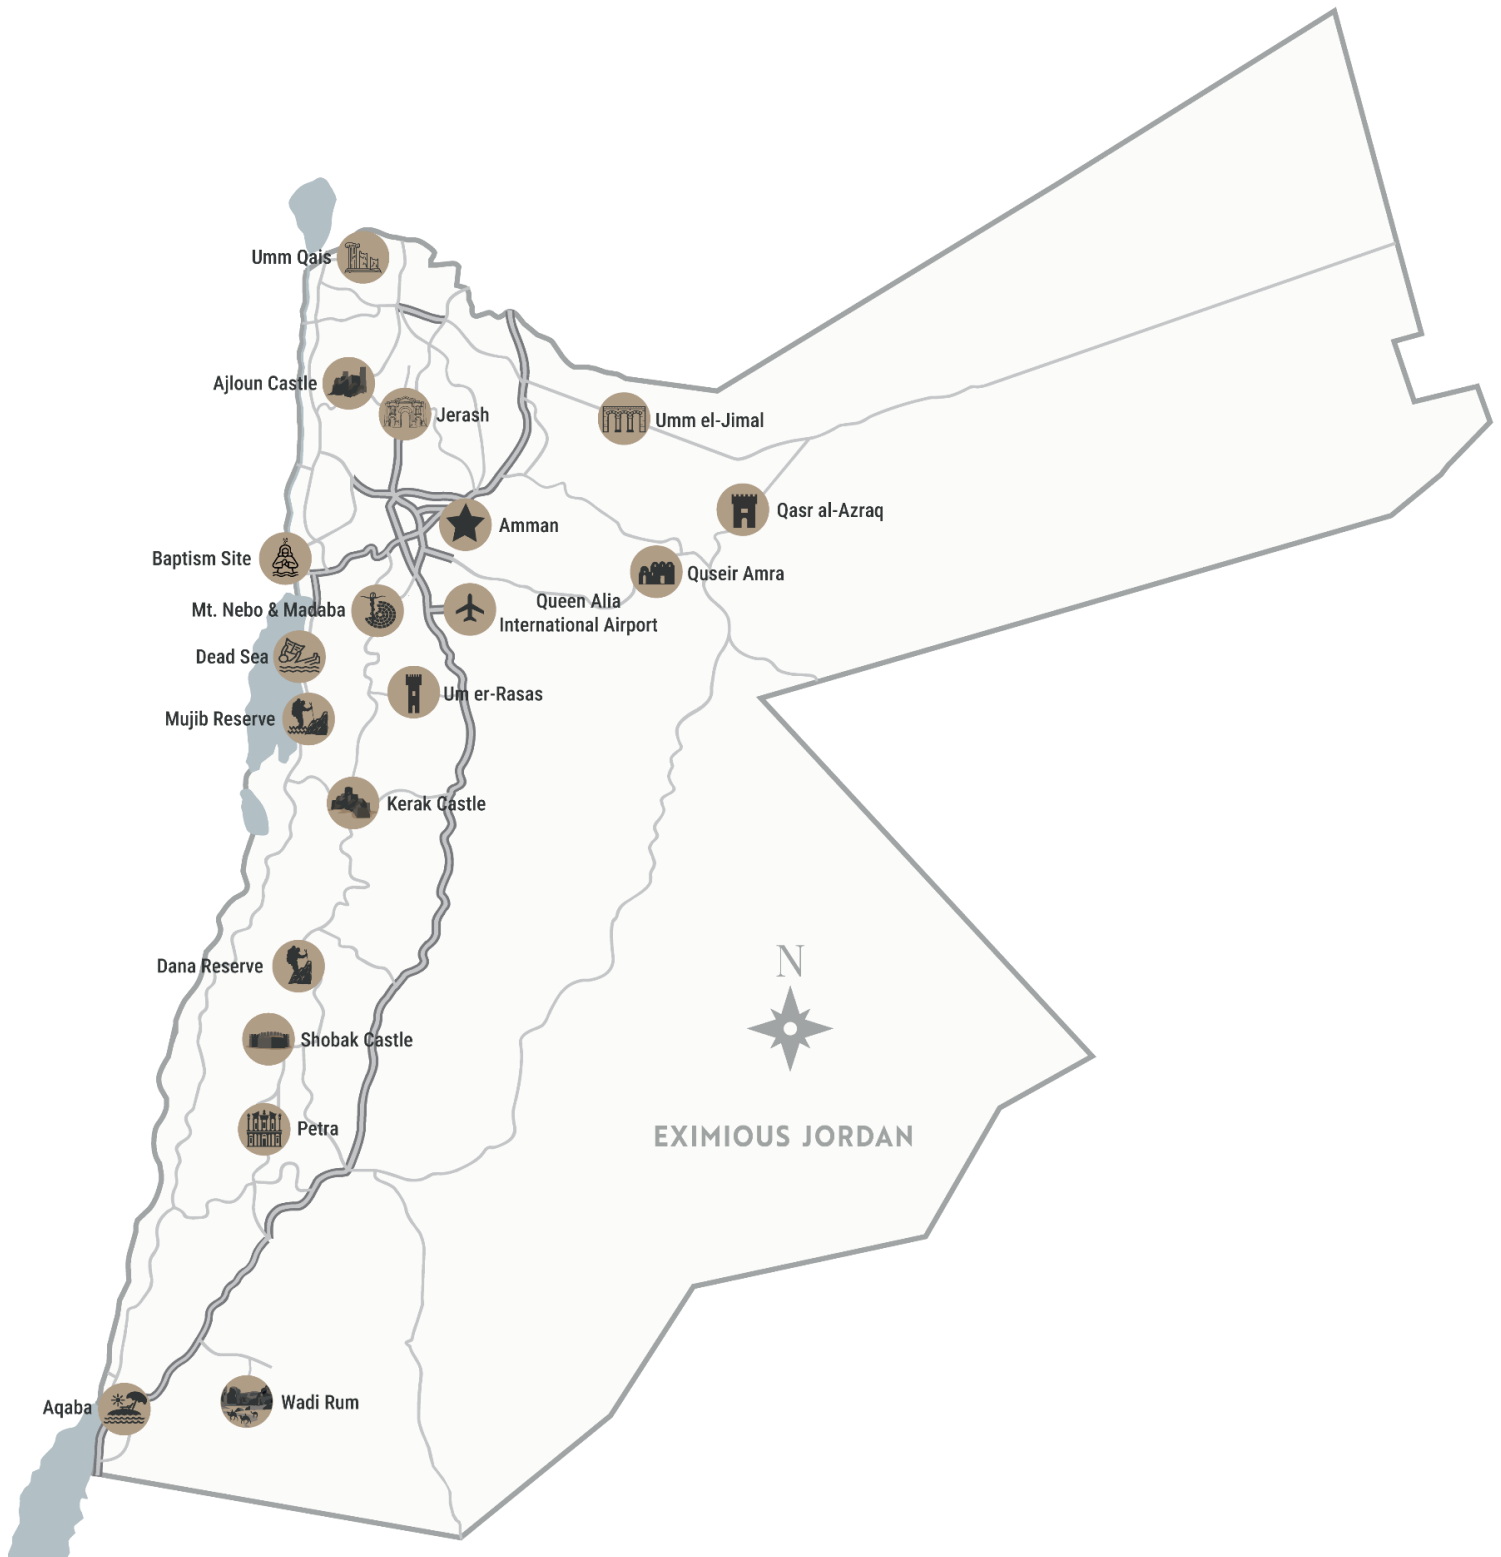 Umm Qais
Ajloun Castle
Jerash
Umm el-Jimal
Qasr al-Azraq
Amman
Baptism Site
Quseir Amra
Mt. Nebo & Madaba
Queen Alia
International Airport
Dead Sea
Um er-Rasas
Mujib Reserve
Kerak Castle
N
Dana Reserve
Shobak Castle
Petra
EXIMIOUS JORDAN
Aqaba
Wadi Rum